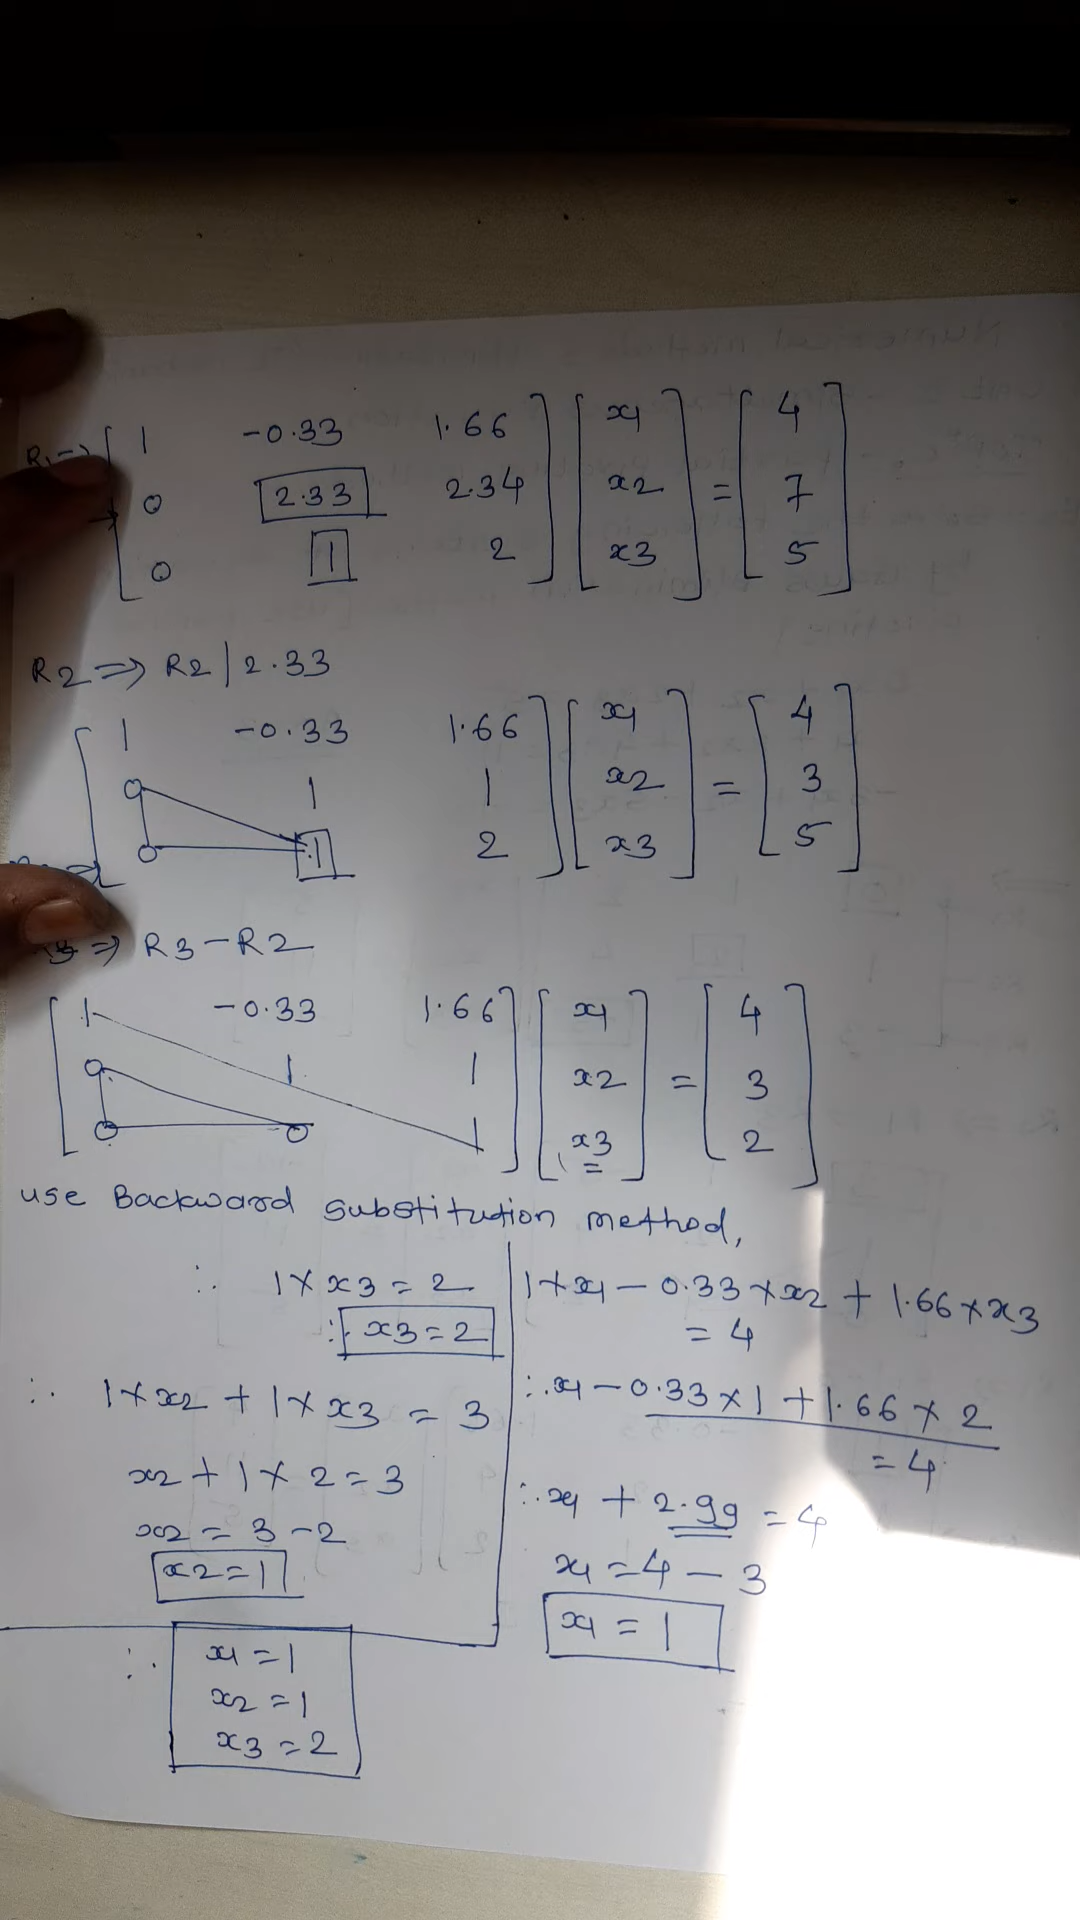 R1 → [ 1 -0.33 1.66 ] [ x1 ] = [ 4 ]
[ 0 2.33 2.34 ] [ x2 ] = [ 7 ]
[ 0 1 2 ] [ x3 ] = [ 5 ]
R2 ⇒ R2 | 2.33
[ 1 -0.33 1.66 ] [ x1 ] = [ 4 ]
[ 0 1 1 ] [ x2 ] = [ 3 ]
[ 0 1 2 ] [ x3 ] = [ 5 ]
R3 ⇒ R3 - R2
[ 1 -0.33 1.66 ] [ x1 ] = [ 4 ]
[ 0 1 1 ] [ x2 ] = [ 3 ]
[ 0 0 1 ] [ x3 ] = [ 2 ]
use Backward substitution method,
∴ 1 × x3 = 2
∴ x3 = 2
∴ 1 × x2 + 1 × x3 = 3
x2 + 1 × 2 = 3
x2 = 3 - 2
x2 = 1
1 × x1 - 0.33 × x2 + 1.66 × x3
= 4
∴ x1 - 0.33 × 1 + 1.66 × 2
= 4
∴ x1 + 2.99 = 4
x1 = 4 - 3
x1 = 1
∴ x1 = 1
x2 = 1
x3 = 2